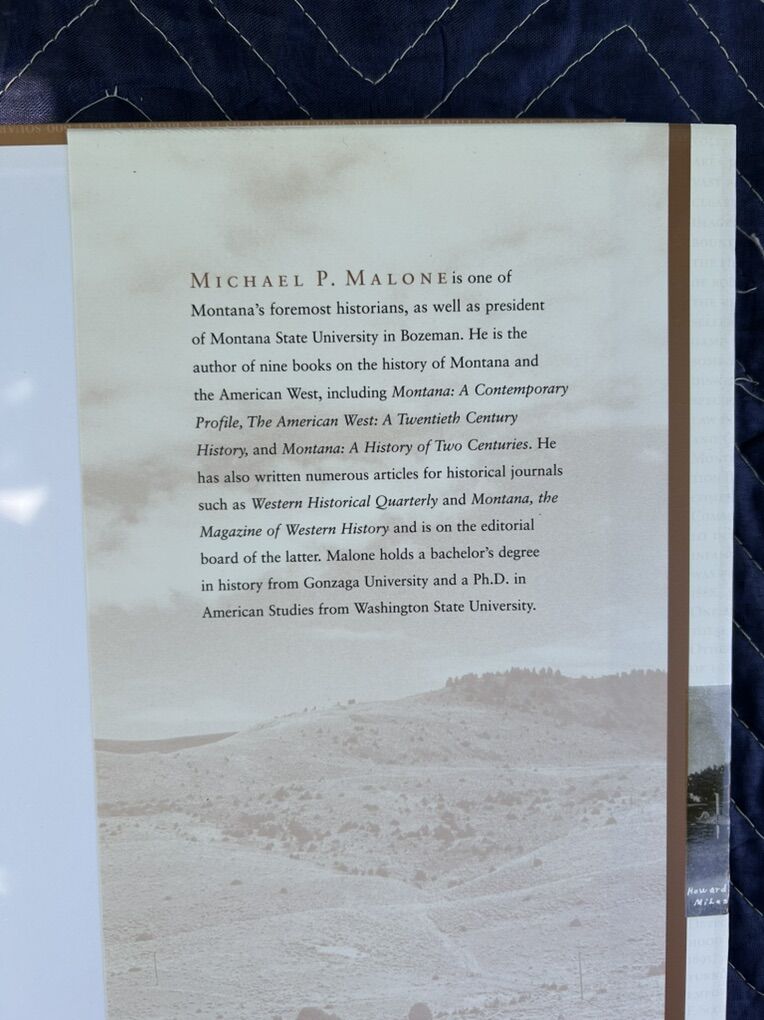 MICHAEL P. MALONE is one of
Montana's foremost historians, as well as president
of Montana State University in Bozeman. He is the
author of nine books on the history of Montana and
the American West, including Montana: A Contemporary
Profile, The American West: A Twentieth Century
History, and Montana: A History of Two Centuries. He
has also written numerous articles for historical journals
such as Western Historical Quarterly and Montana, the
Magazine of Western History and is on the editorial
board of the latter. Malone holds a bachelor's degree
in history from Gonzaga University and a Ph.D. in
American Studies from Washington State University.
Howard
Miles